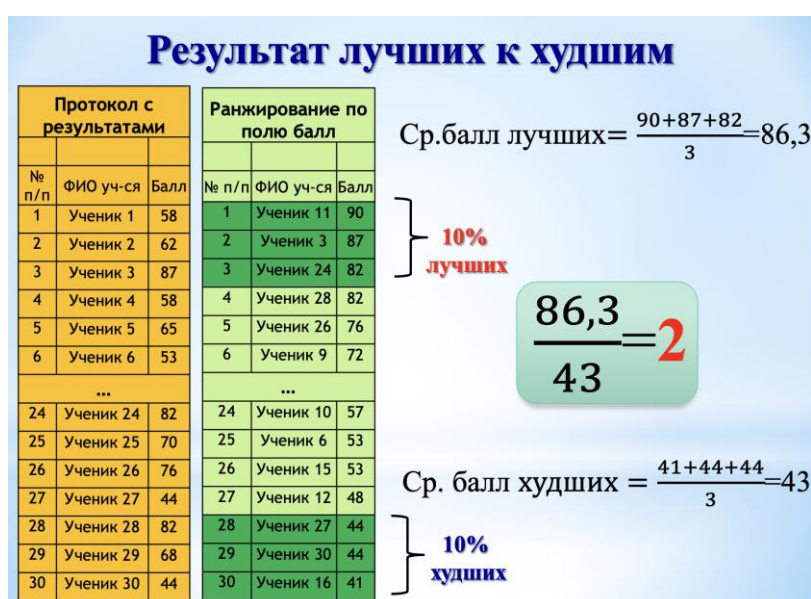 Результат лучших к худшим
Протокол с
результатами
№
п/п ФИО уч-ся Балл
1 Ученик 1 58
2 Ученик 2 62
3 Ученик 3 87
4 Ученик 4 58
5 Ученик 5 65
6 Ученик 6 53
...
24 Ученик 24 82
25 Ученик 25 70
26 Ученик 26 76
27 Ученик 27 44
28 Ученик 28 82
29 Ученик 29 68
30 Ученик 30 44
Ранжирование по
полю балл
№ п/п ФИО уч-ся Балл
1 Ученик 11 90
2 Ученик 3 87
3 Ученик 24 82
4 Ученик 28 82
5 Ученик 26 76
6 Ученик 9 72
...
24 Ученик 10 57
25 Ученик 6 53
26 Ученик 15 53
27 Ученик 12 48
28 Ученик 27 44
29 Ученик 30 44
30 Ученик 16 41
Ср.балл лучших= 90+87+82/3=86,3
10%
лучших
86,3/43=2
Ср. балл худших = 41+44+44/3=43
10%
худших